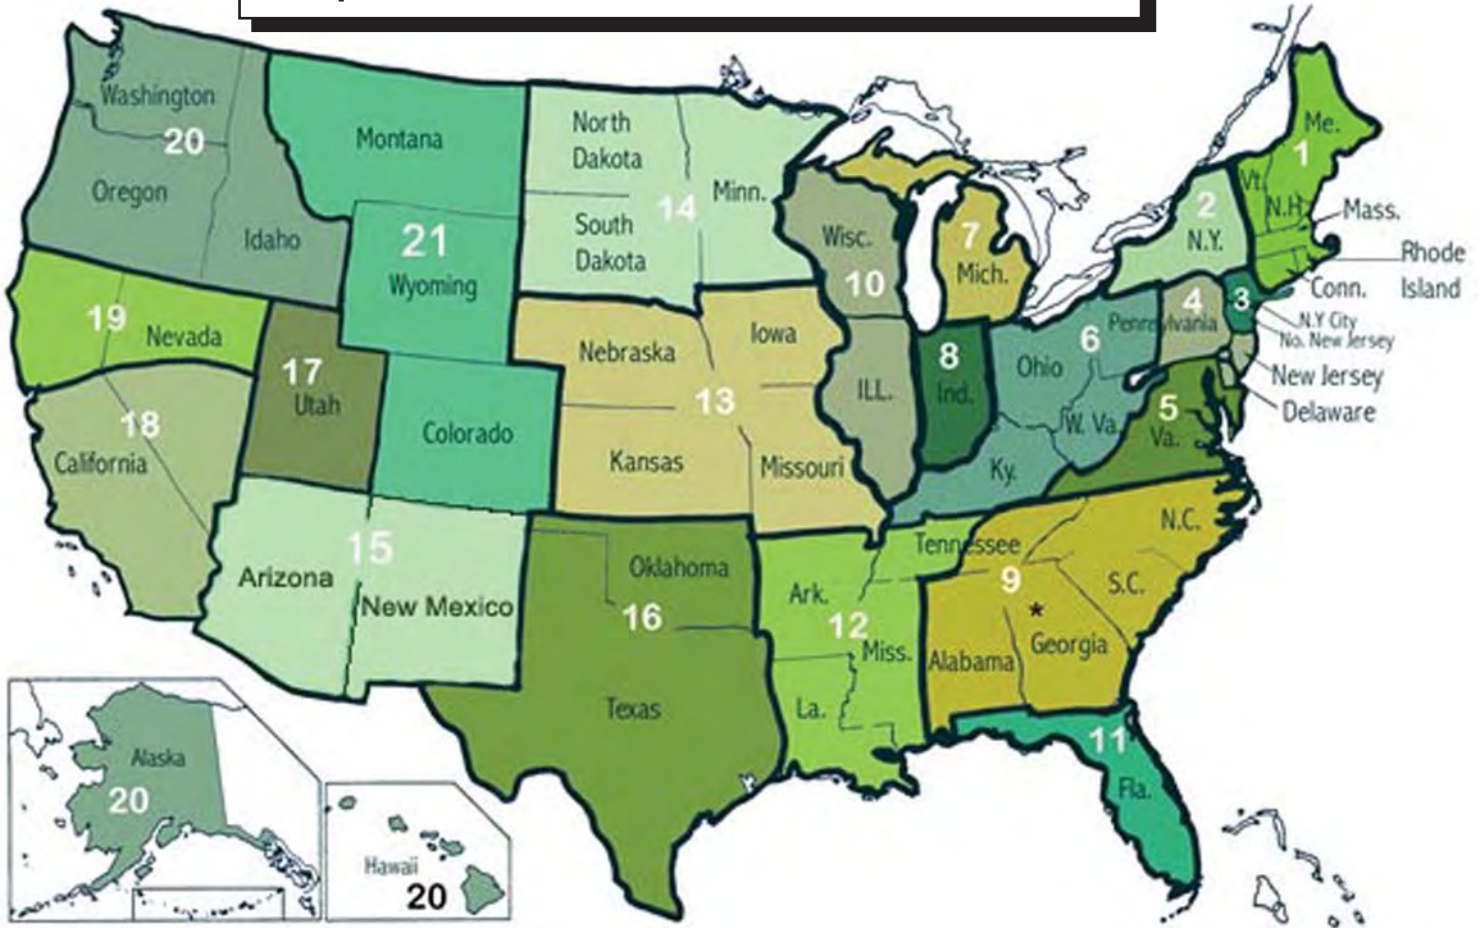 Washington
20
Oregon
Idaho
Montana
21
Wyoming
North
Dakota
South
Dakota
14
Minn.
Wisc.
10
ILL.
7
Mich.
8
Ind.
Ohio
6
Pennsylvania
4
2
N.Y.
Me.
1
Vt.
N.H
Mass.
Rhode
Island
Conn.
3
N.Y City
No. New Jersey
New Jersey
Delaware
5
Va.
W. Va.
Ky.
19
Nevada
18
California
17
Utah
Colorado
Nebraska
Iowa
13
Kansas
Missouri
15
Arizona
New Mexico
Oklahoma
16
Texas
Ark.
12
Miss.
La.
Tennessee
9
*
N.C.
S.C.
Alabama
Georgia
11
Fla.
Alaska
20
Hawaii
20